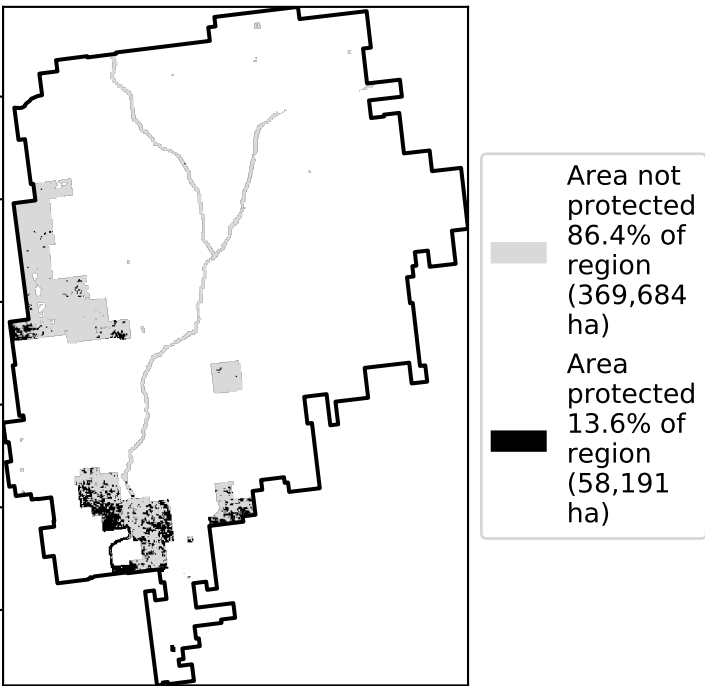 Area not
protected
86.4% of
region
(369,684
ha)
Area
protected
13.6% of
region
(58,191
ha)